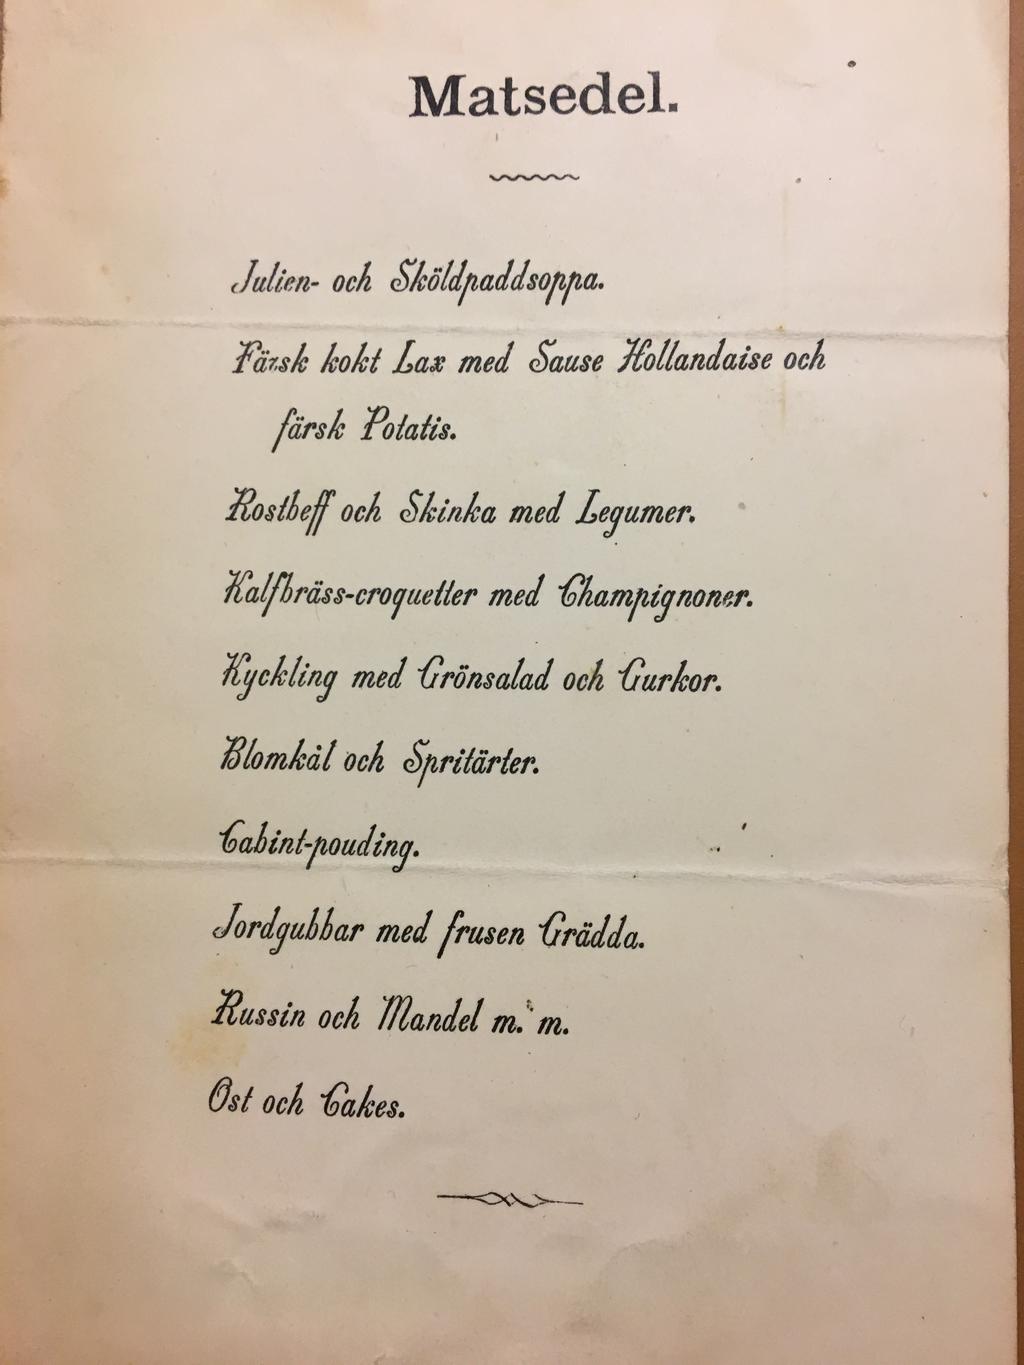 Matsedel.
Julien- och Sköldpaddsoppa.
Färsk kokt Lax med Sause Hollandaise och
färsk Potatis.
Rostbeff och Skinka med Legumer.
Kalfbräss-croquetter med Champignoner.
Kyckling med Grönsalad och Gurkor.
Blomkål och Spritärter.
Cabint-pouding.
Jordgubbar med frusen Grädda.
Russin och Mandel m. m.
Ost och Cakes.